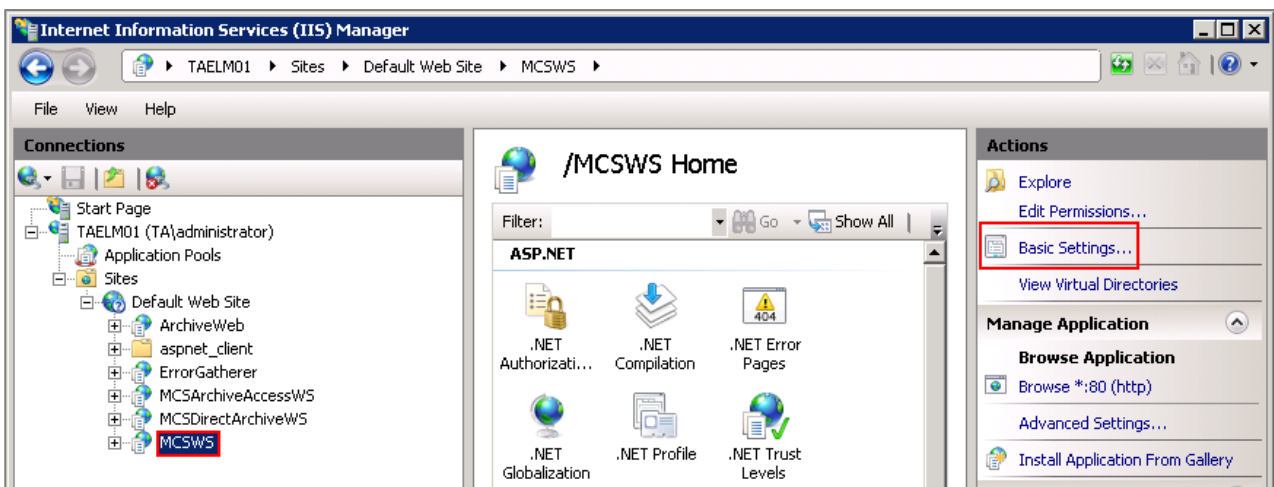 Internet Information Services (IIS) Manager
TAELM01 Sites Default Web Site MCSWS
File View Help
Connections
Start Page
TAELM01 (TA\administrator)
Application Pools
Sites
Default Web Site
ArchiveWeb
aspnet_client
ErrorGatherer
MCSArchiveAccessWS
MCSDirectArchiveWS
MCSWS
/MCSWS Home
Filter: Go Show All
ASP.NET
.NET Authorizati...
.NET Compilation
404
.NET Error Pages
.NET Globalization
.NET Profile
.NET Trust Levels
Actions
Explore
Edit Permissions...
Basic Settings...
View Virtual Directories
Manage Application
Browse Application
Browse *:80 (http)
Advanced Settings...
Install Application From Gallery